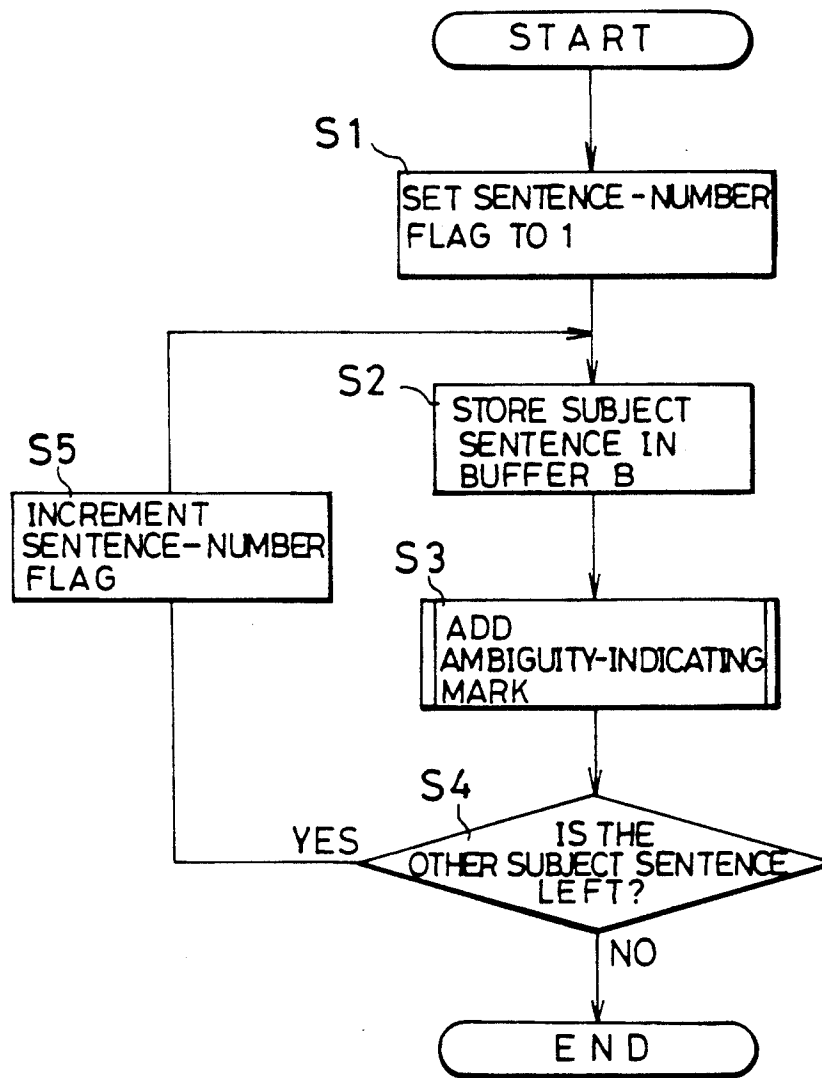 START
S1
SET SENTENCE-NUMBER
FLAG TO 1
S2
STORE SUBJECT
SENTENCE IN
BUFFER B
S5
INCREMENT
SENTENCE-NUMBER
FLAG
S3
ADD
AMBIGUITY-INDICATING
MARK
S4
YES
IS THE
OTHER SUBJECT SENTENCE
LEFT?
NO
END